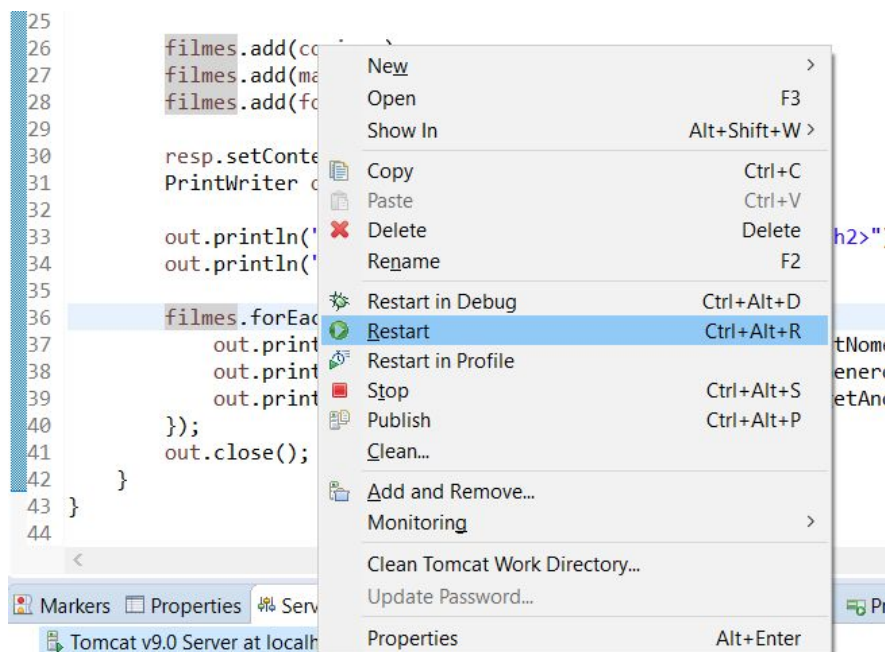 25
26 filmes.add(co
27 filmes.add(ma
28 filmes.add(fo
29
30 resp.setConte
31 PrintWriter o
32
33 out.println(" h2>"
34 out.println("
35
36 filmes.forEac
37 out.print tNome
38 out.print enero
39 out.print etAno
40 });
41 out.close();
42 }
43 }
44
New >
Open F3
Show In Alt+Shift+W >
Copy Ctrl+C
Paste Ctrl+V
Delete Delete
Rename F2
Restart in Debug Ctrl+Alt+D
Restart Ctrl+Alt+R
Restart in Profile
Stop Ctrl+Alt+S
Publish Ctrl+Alt+P
Clean...
Add and Remove...
Monitoring >
Clean Tomcat Work Directory...
Update Password...
Properties Alt+Enter
Markers Properties Serv Pr
Tomcat v9.0 Server at localh